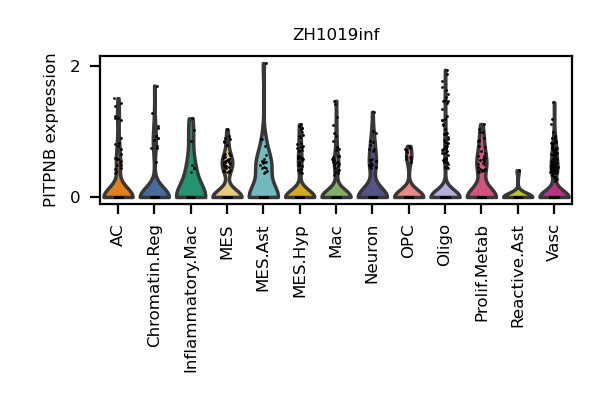 ZH1019inf
PITPNB expression
2
0
AC
Chromatin.Reg
Inflammatory.Mac
MES
MES.Ast
MES.Hyp
Mac
Neuron
OPC
Oligo
Prolif.Metab
Reactive.Ast
Vasc